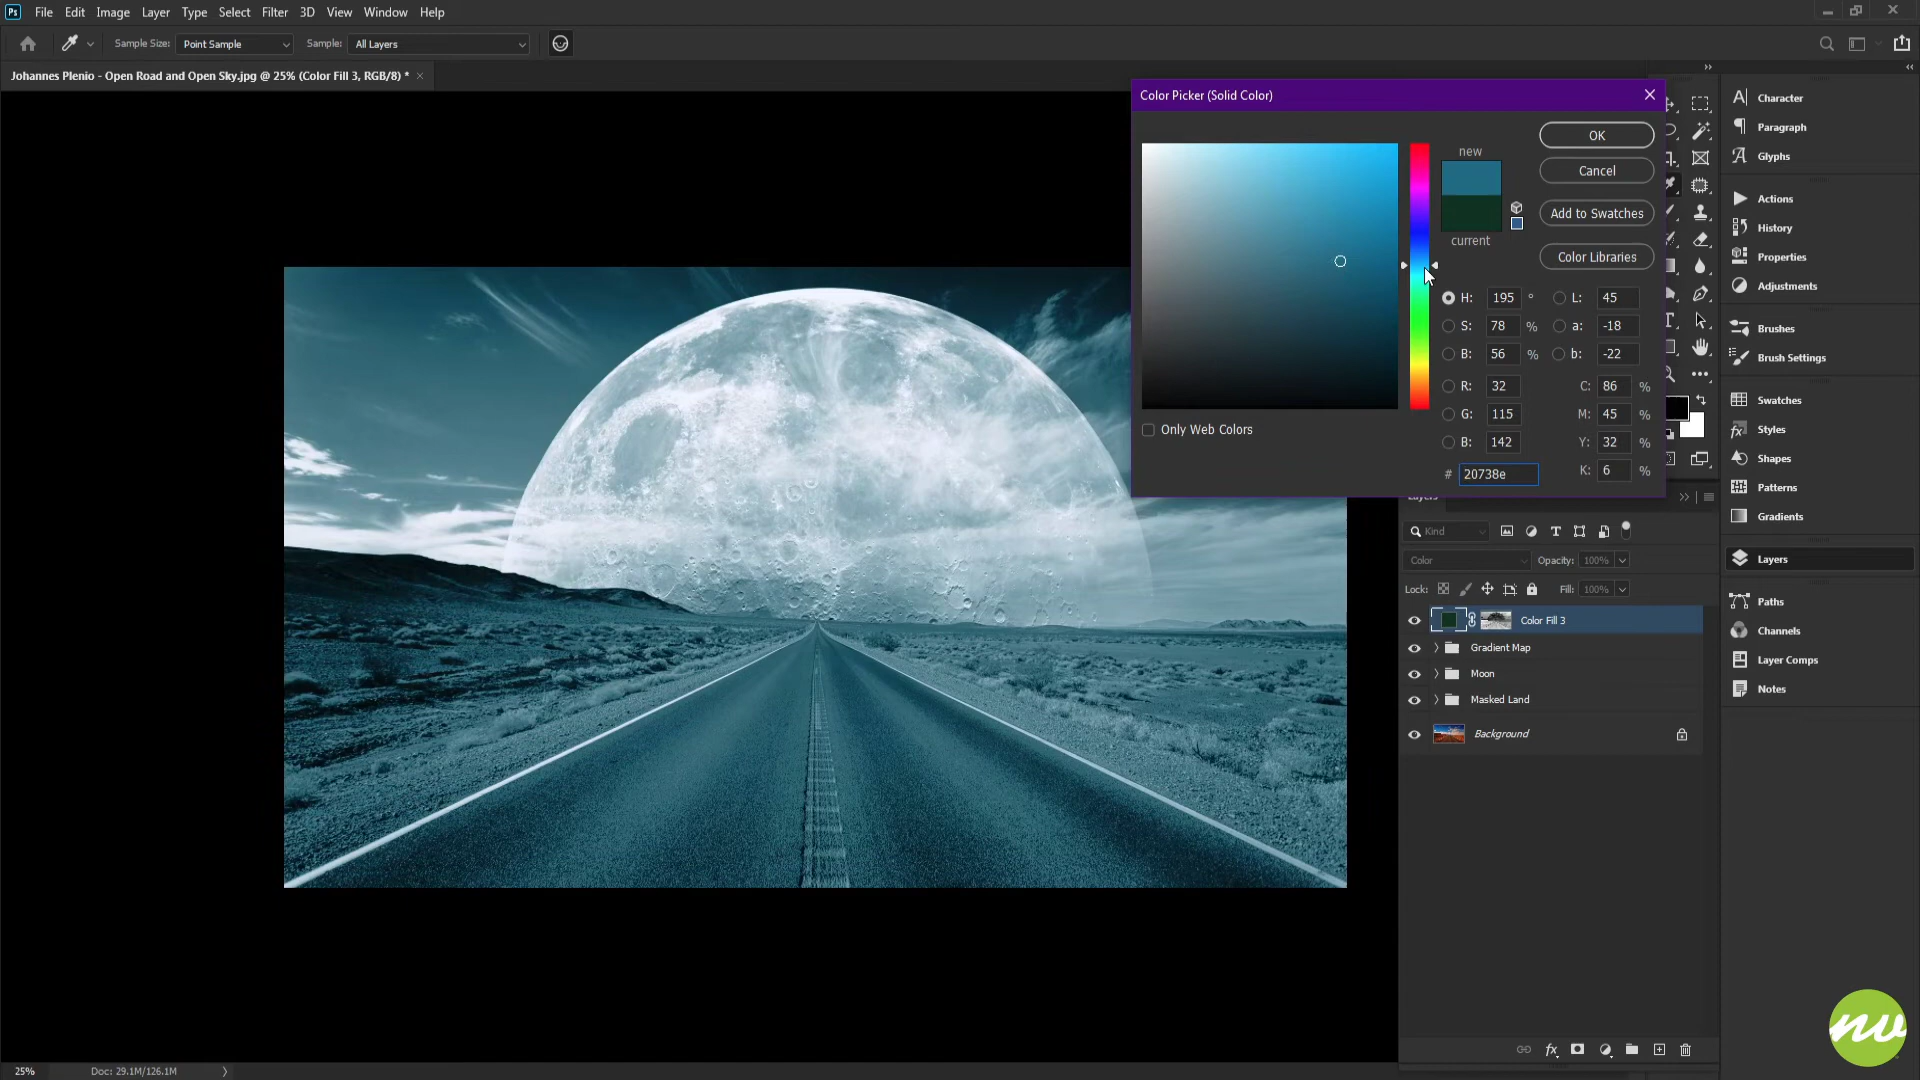 Ps File Edit Image Layer Type Select Filter 3D View Window Help
Sample Size: Point Sample Sample: All Layers
Johannes Plenio - Open Road and Open Sky.jpg @ 25% (Color Fill 3, RGB/8) * ×
Color Picker (Solid Color)
new
current
OK
Cancel
Add to Swatches
Color Libraries
H: 195 ° L: 45
S: 78 % a: -18
B: 56 % b: -22
R: 32 C: 86 %
G: 115 M: 45 %
B: 142 Y: 32 %
# 20738e K: 6 %
Only Web Colors
Character
Paragraph
Glyphs
Actions
History
Properties
Adjustments
Brushes
Brush Settings
Swatches
Styles
Shapes
Patterns
Gradients
Layers
Paths
Channels
Layer Comps
Notes
Kind
Color Opacity: 100%
Lock: Fill: 100%
Color Fill 3
Gradient Map
Moon
Masked Land
Background
25% Doc: 29.1M/126.1M
nv